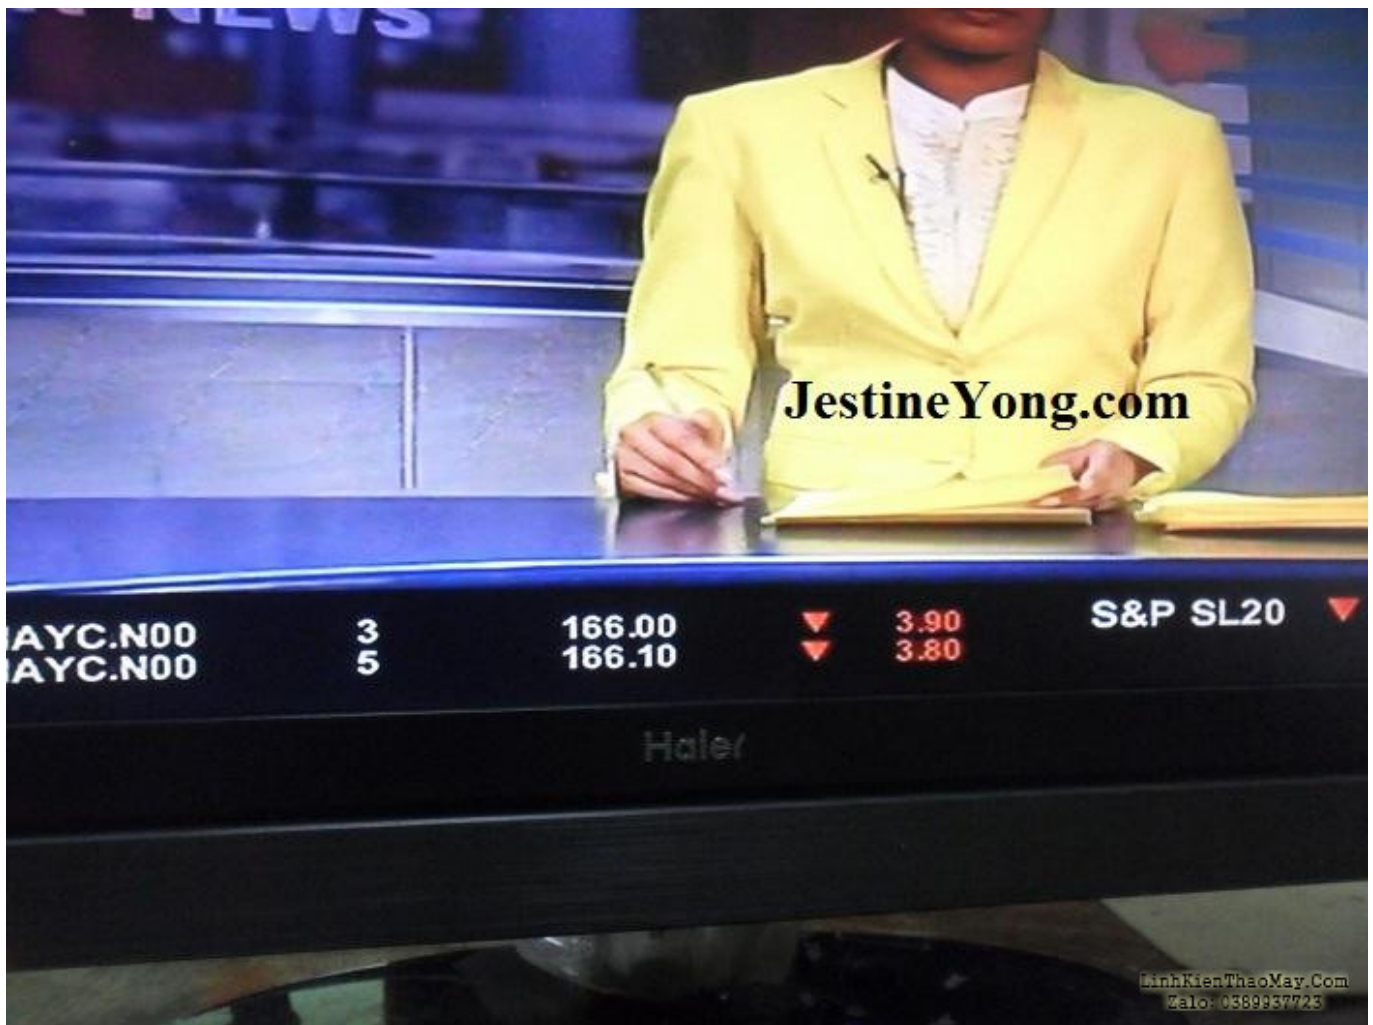 NEWS
JestineYong.com
AYC.N00 3 166.00 ▼ 3.90 S&P SL20 ▼
AYC.N00 5 166.10 ▼ 3.80
Haier
LinhKienThaoMay.Com
Zalo: 0389937723